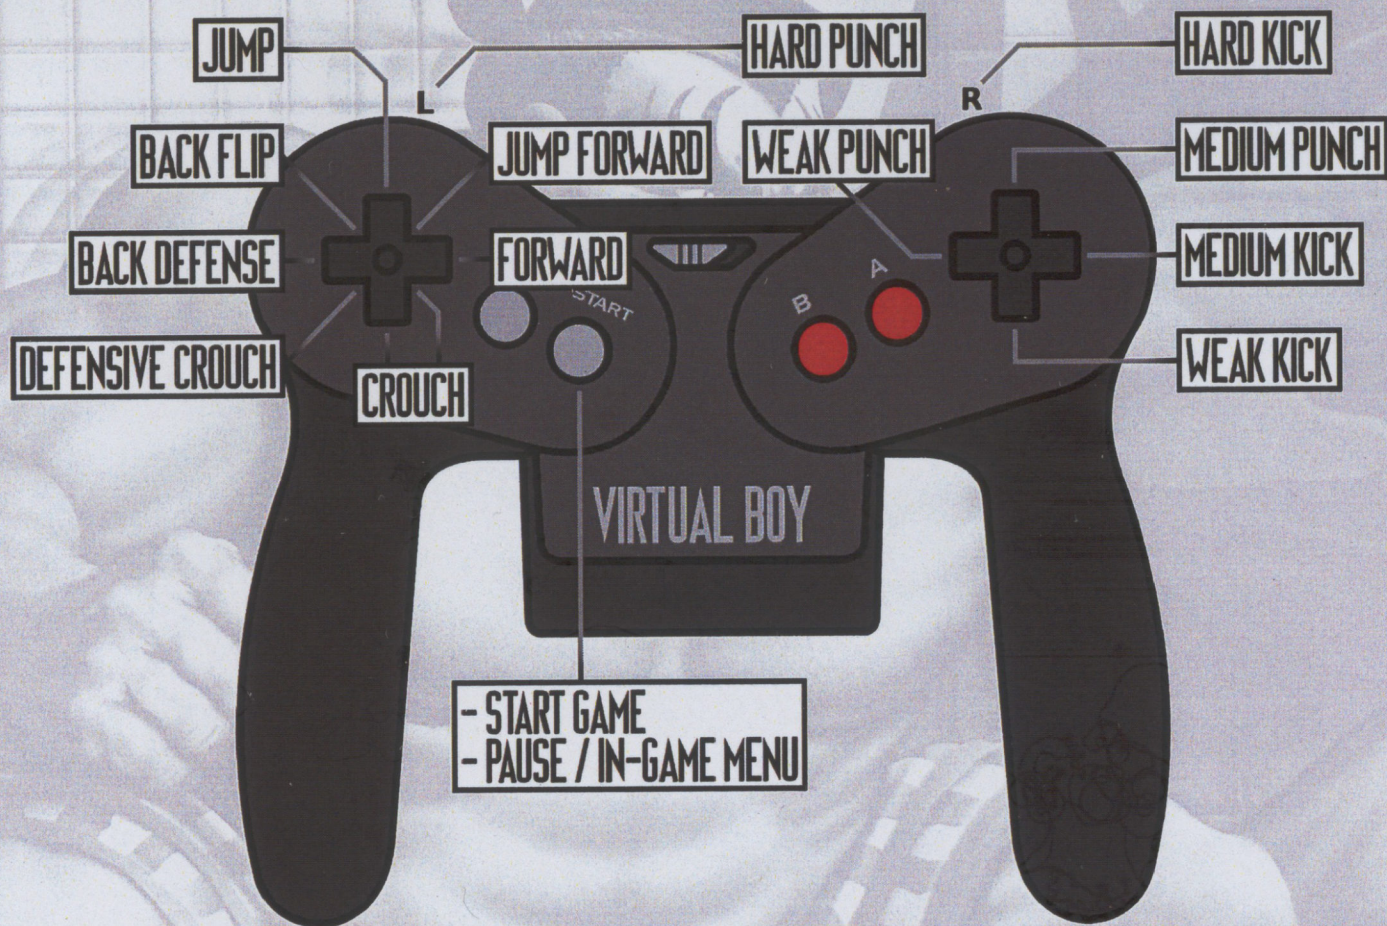 JUMP
HARD PUNCH
HARD KICK
L
R
BACK FLIP
JUMP FORWARD
WEAK PUNCH
MEDIUM PUNCH
BACK DEFENSE
FORWARD
MEDIUM KICK
A
B
START
DEFENSIVE CROUCH
CROUCH
WEAK KICK
VIRTUAL BOY
- START GAME
- PAUSE / IN-GAME MENU